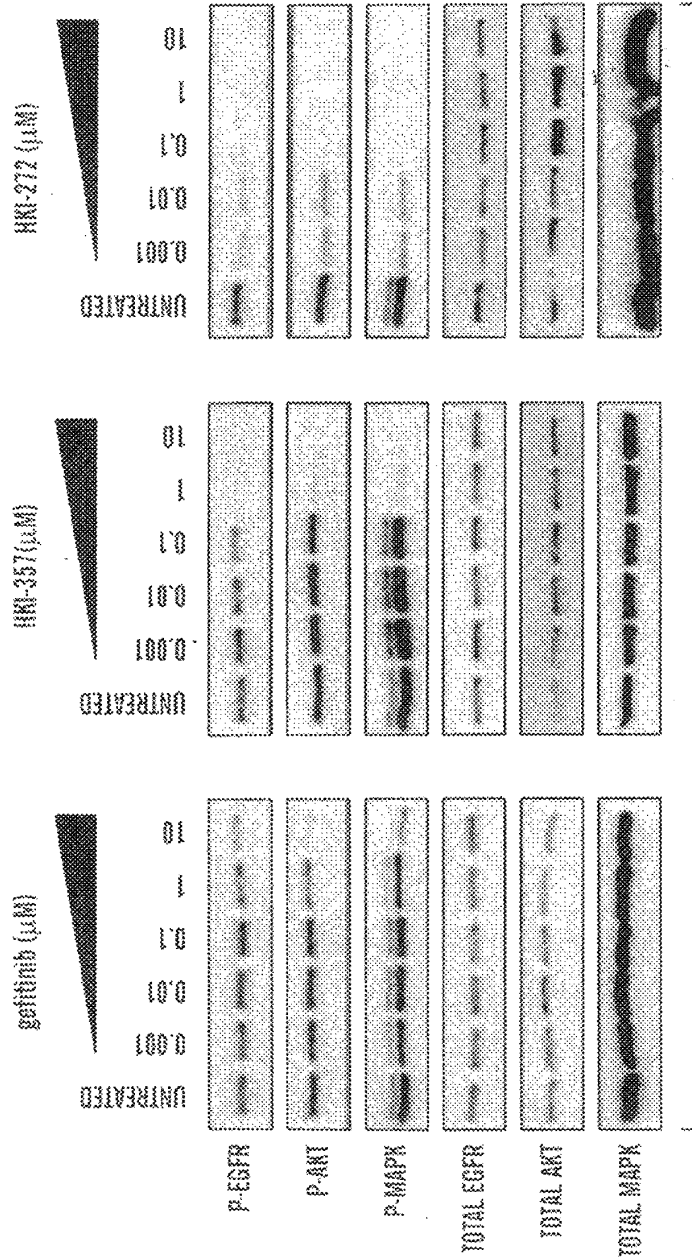 gefitinib (μM)
UNTREATED 0.001 0.01 0.1 1 10
HKI-357(μM)
UNTREATED 0.001 0.01 0.1 1 10
HKI-272 (μM)
UNTREATED 0.001 0.01 0.1 1 10
P-EGFR
P-AKT
P-MAPK
TOTAL EGFR
TOTAL AKT
TOTAL MAPK